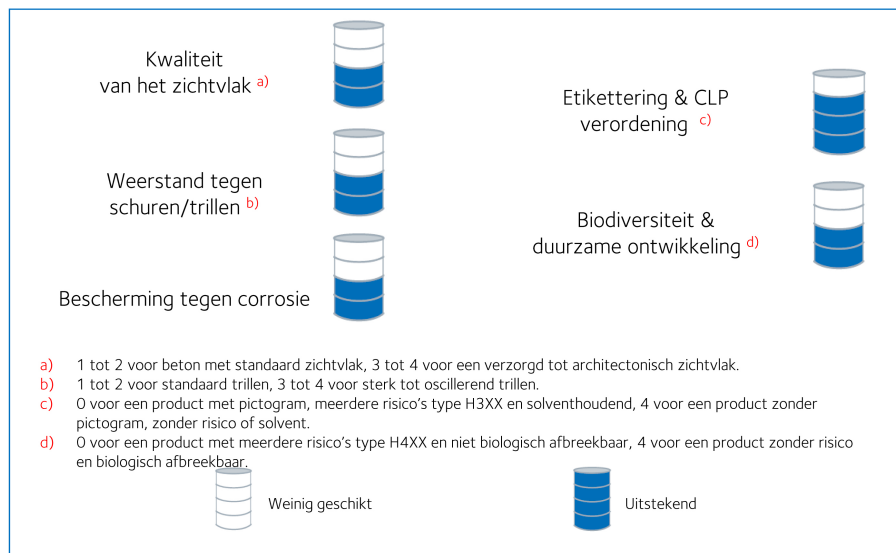 Kwaliteit
van het zichtvlak a)
Weerstand tegen
schuren/trillen b)
Bescherming tegen corrosie
Etikettering & CLP
verordening c)
Biodiversiteit &
duurzame ontwikkeling d)
a) 1 tot 2 voor beton met standaard zichtvlak, 3 tot 4 voor een verzorgd tot architectonisch zichtvlak.
b) 1 tot 2 voor standaard trillen, 3 tot 4 voor sterk tot oscillerend trillen.
c) 0 voor een product met pictogram, meerdere risico's type H3XX en solventhoudend, 4 voor een product zonder
pictogram, zonder risico of solvent.
d) 0 voor een product met meerdere risico's type H4XX en niet biologisch afbreekbaar, 4 voor een product zonder risico
en biologisch afbreekbaar.
Weinig geschikt
Uitstekend